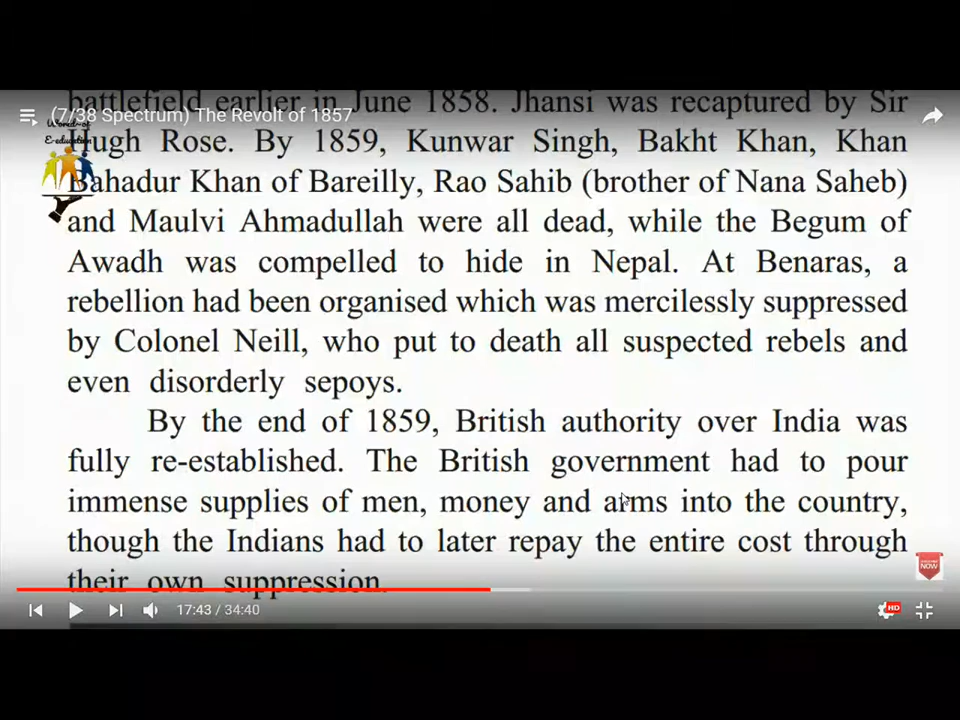 battlefield earlier in June 1858. Jhansi was recaptured by Sir
(7/38 Spectrum) The Revolt of 1857
World of
E-education
Hugh Rose. By 1859, Kunwar Singh, Bakht Khan, Khan
Bahadur Khan of Bareilly, Rao Sahib (brother of Nana Saheb)
and Maulvi Ahmadullah were all dead, while the Begum of
Awadh was compelled to hide in Nepal. At Benaras, a
rebellion had been organised which was mercilessly suppressed
by Colonel Neill, who put to death all suspected rebels and
even disorderly sepoys.
By the end of 1859, British authority over India was
fully re-established. The British government had to pour
immense supplies of men, money and arms into the country,
though the Indians had to later repay the entire cost through
their own suppression.
17:43 / 34:40
HD